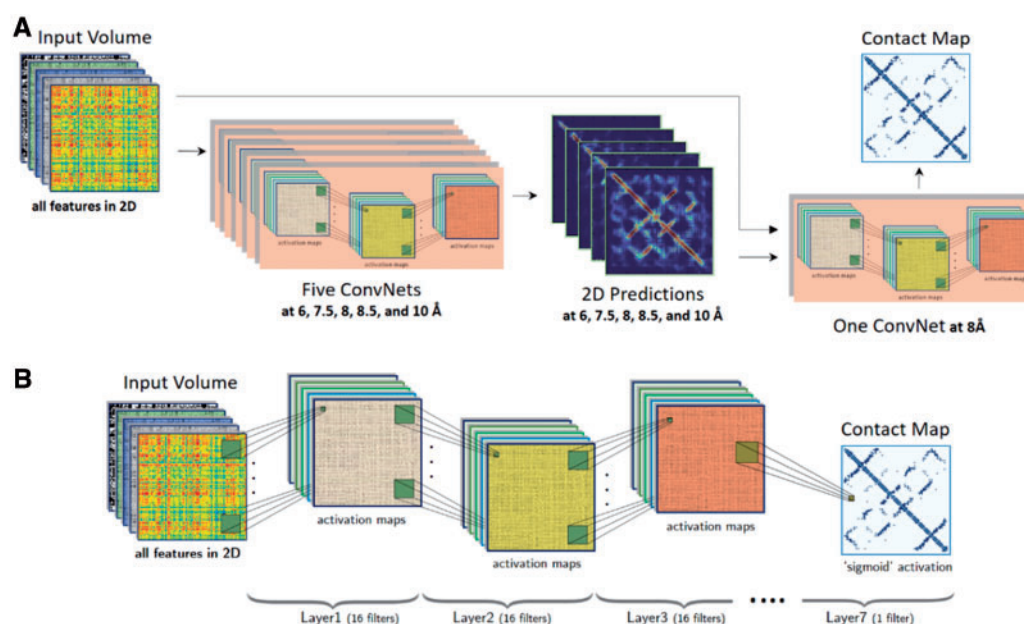 A
Input Volume
all features in 2D
activation maps
activation maps
activation maps
Five ConvNets
at 6, 7.5, 8, 8.5, and 10 Å
2D Predictions
at 6, 7.5, 8, 8.5, and 10 Å
Contact Map
activation maps
activation maps
activation maps
One ConvNet at 8Å
B
Input Volume
all features in 2D
activation maps
activation maps
activation maps
Contact Map
'sigmoid' activation
Layer1 (16 filters)
Layer2 (16 filters)
Layer3 (16 filters)
Layer7 (1 filter)